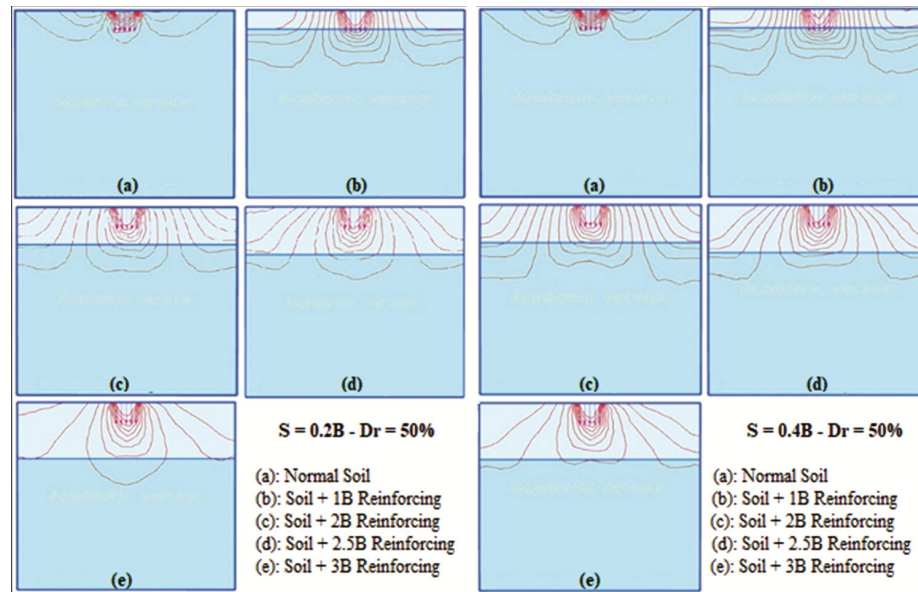 (a)
(b)
(a)
(b)
(c)
(d)
(c)
(d)
(e)
S = 0.2B - Dr = 50%
(a): Normal Soil
(b): Soil + 1B Reinforcing
(c): Soil + 2B Reinforcing
(d): Soil + 2.5B Reinforcing
(e): Soil + 3B Reinforcing
(e)
S = 0.4B - Dr = 50%
(a): Normal Soil
(b): Soil + 1B Reinforcing
(c): Soil + 2B Reinforcing
(d): Soil + 2.5B Reinforcing
(e): Soil + 3B Reinforcing